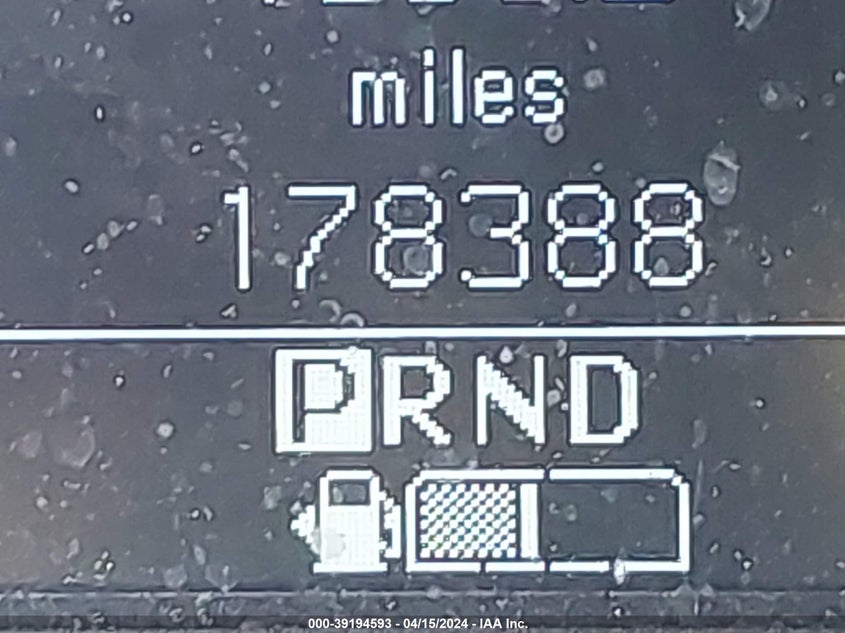 miles
178388
PRND
000-39194593 - 04/15/2024 - IAA Inc.